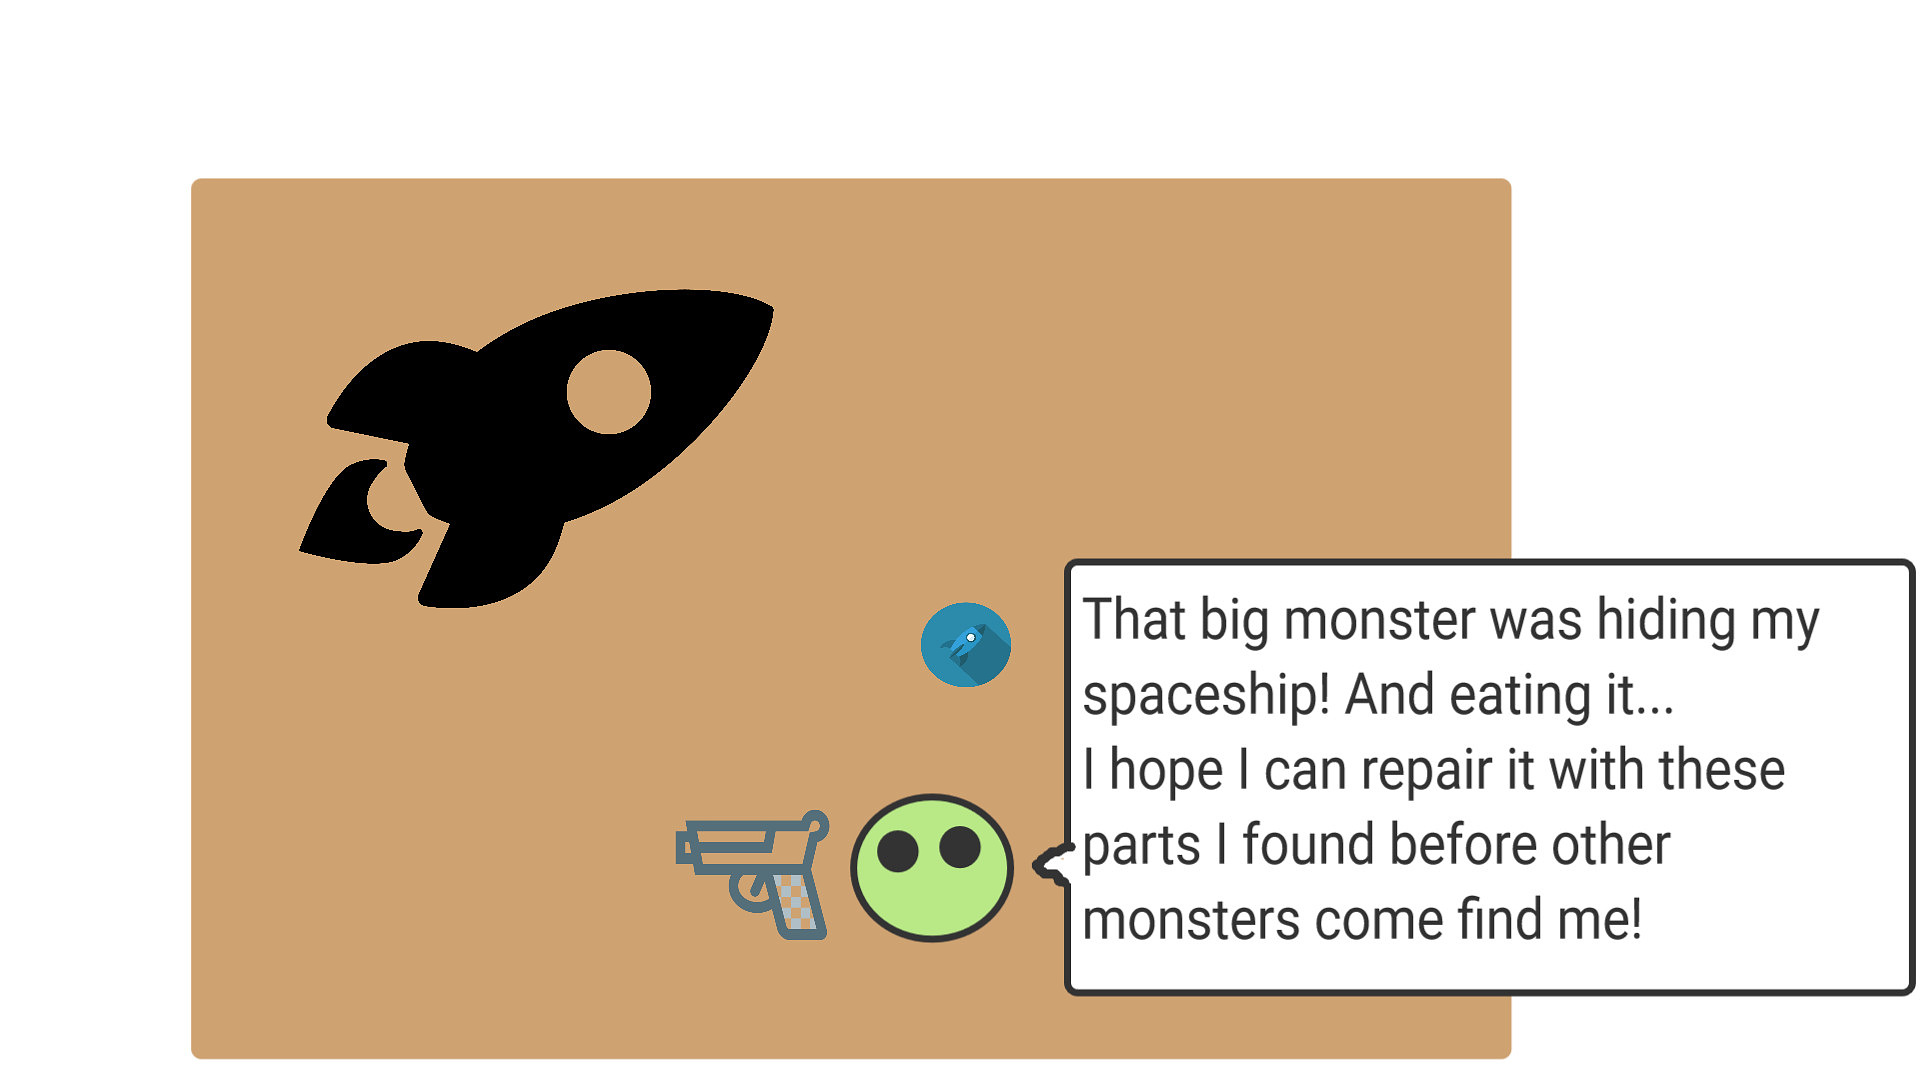 That big monster was hiding my
spaceship! And eating it...
I hope I can repair it with these
parts I found before other
monsters come find me!